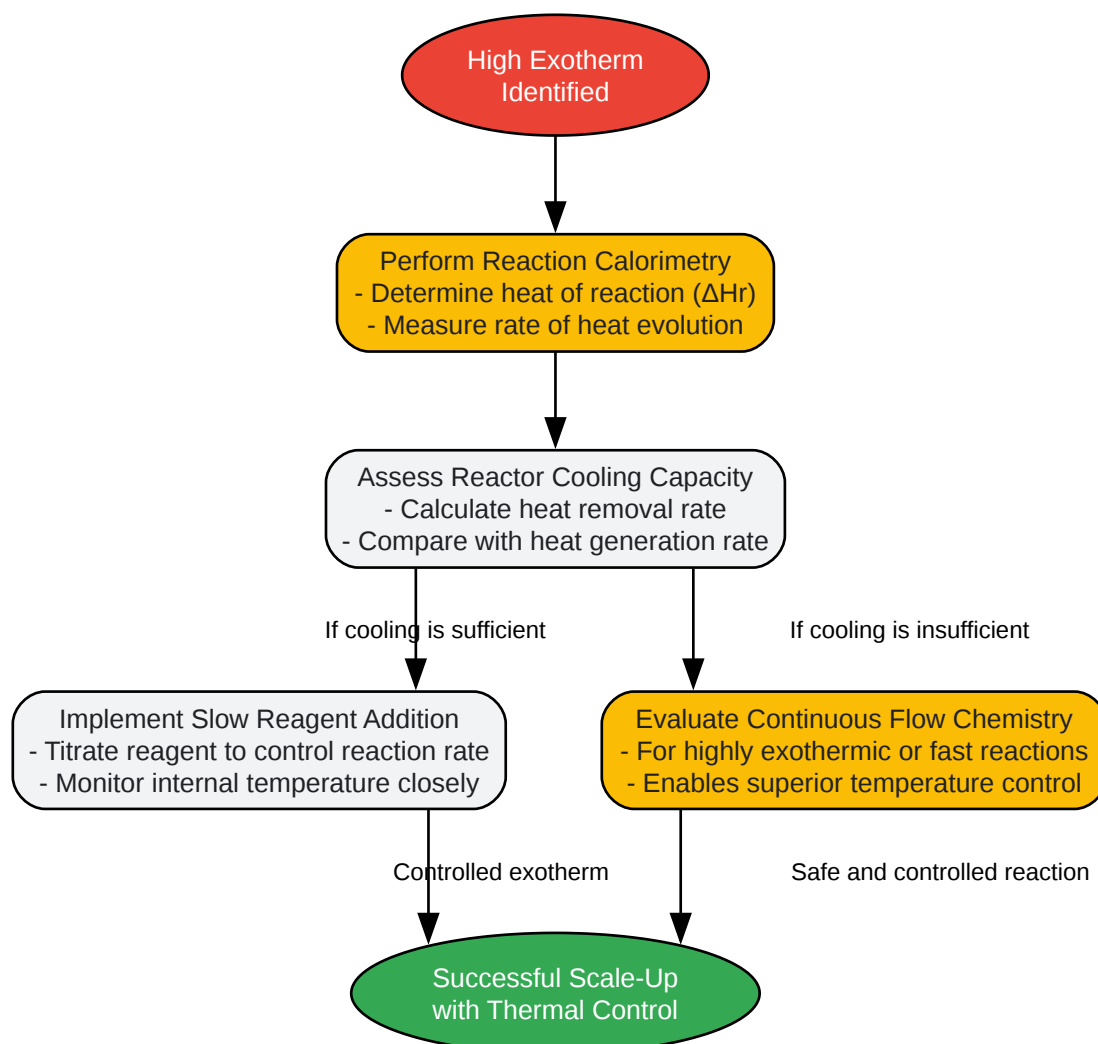 High Exotherm
Identified
Perform Reaction Calorimetry
- Determine heat of reaction (ΔHr)
- Measure rate of heat evolution
Assess Reactor Cooling Capacity
- Calculate heat removal rate
- Compare with heat generation rate
If cooling is sufficient
If cooling is insufficient
Implement Slow Reagent Addition
- Titrate reagent to control reaction rate
- Monitor internal temperature closely
Evaluate Continuous Flow Chemistry
- For highly exothermic or fast reactions
- Enables superior temperature control
Controlled exotherm
Safe and controlled reaction
Successful Scale-Up
with Thermal Control